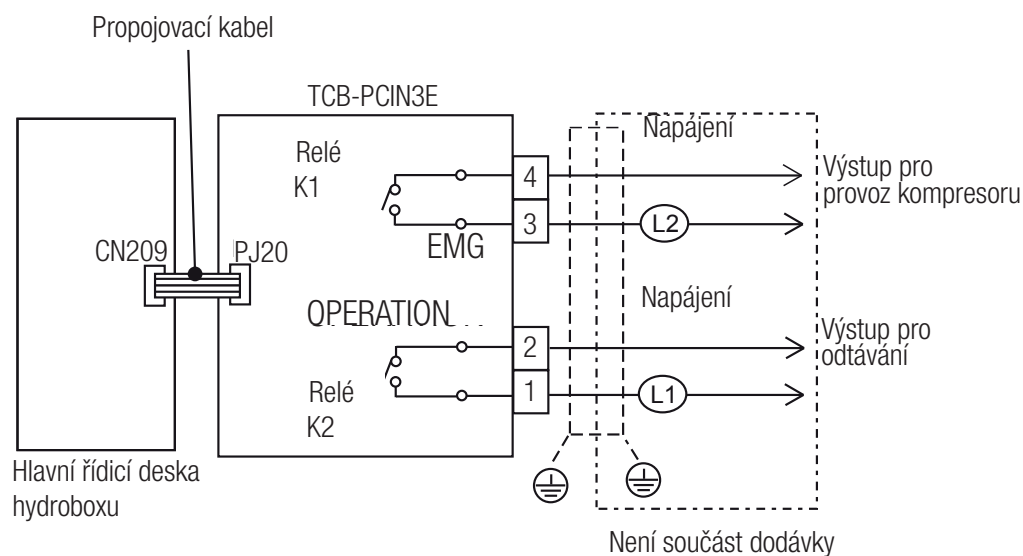 Propojovací kabel
TCB-PCIN3E
Napájení
Relé
K1
4
3
EMG
L2
Výstup pro
provoz kompresoru
CN209
PJ20
OPERATION
Napájení
2
1
L1
Výstup pro
odtávání
Relé
K2
Hlavní řídicí deska
hydroboxu
Není součást dodávky